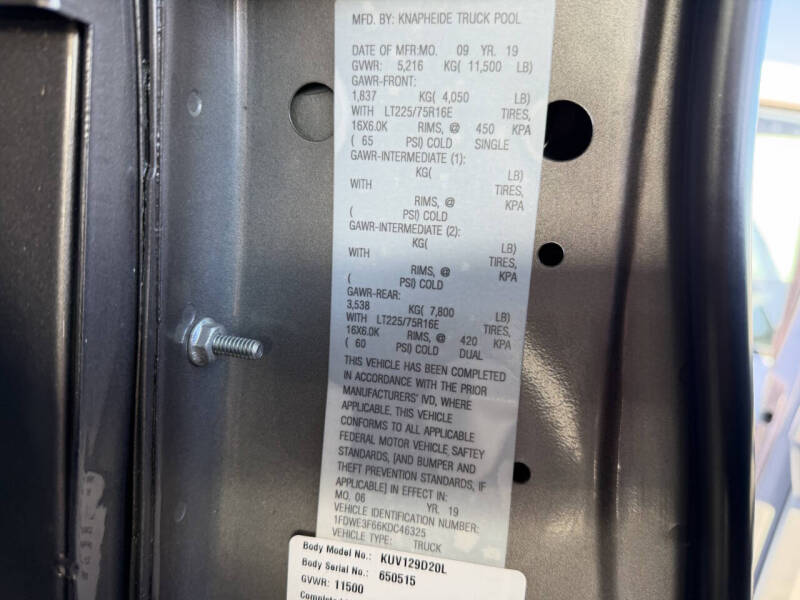 MFD. BY: KNAPHEIDE TRUCK POOL
DATE OF MFR:MO. 09 YR. 19
GVWR: 5,216 KG( 11,500 LB)
GAWR-FRONT:
1,837 KG( 4,050 LB)
WITH LT225/75R16E TIRES,
16X6.0K RIMS, @ 450 KPA
( 65 PSI) COLD SINGLE
GAWR-INTERMEDIATE (1):
KG( LB)
WITH TIRES,
RIMS, @ KPA
( PSI) COLD
GAWR-INTERMEDIATE (2):
KG( LB)
WITH TIRES,
RIMS, @ KPA
( PSI) COLD
GAWR-REAR:
3,538 KG( 7,800 LB)
WITH LT225/75R16E TIRES,
16X6.0K RIMS, @ 420 KPA
( 60 PSI) COLD DUAL
THIS VEHICLE HAS BEEN COMPLETED
IN ACCORDANCE WITH THE PRIOR
MANUFACTURERS' IVD, WHERE
APPLICABLE. THIS VEHICLE
CONFORMS TO ALL APPLICABLE
FEDERAL MOTOR VEHICLE, SAFTEY
STANDARDS, [AND BUMPER AND
THEFT PREVENTION STANDARDS, IF
APPLICABLE] IN EFFECT IN:
MO. 06 YR. 19
VEHICLE IDENTIFICATION NUMBER:
1FDWE3F66KDC46325
VEHICLE TYPE: TRUCK
Body Model No.: KUV129D20L
Body Serial No.: 650515
GVWR: 11500